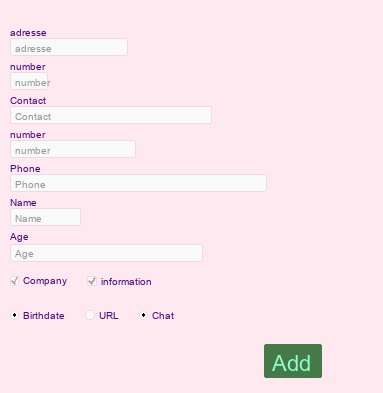 adresse
adresse
number
number
Contact
Contact
number
number
Phone
Phone
Name
Name
Age
Age
Company information
Birthdate URL Chat
Add